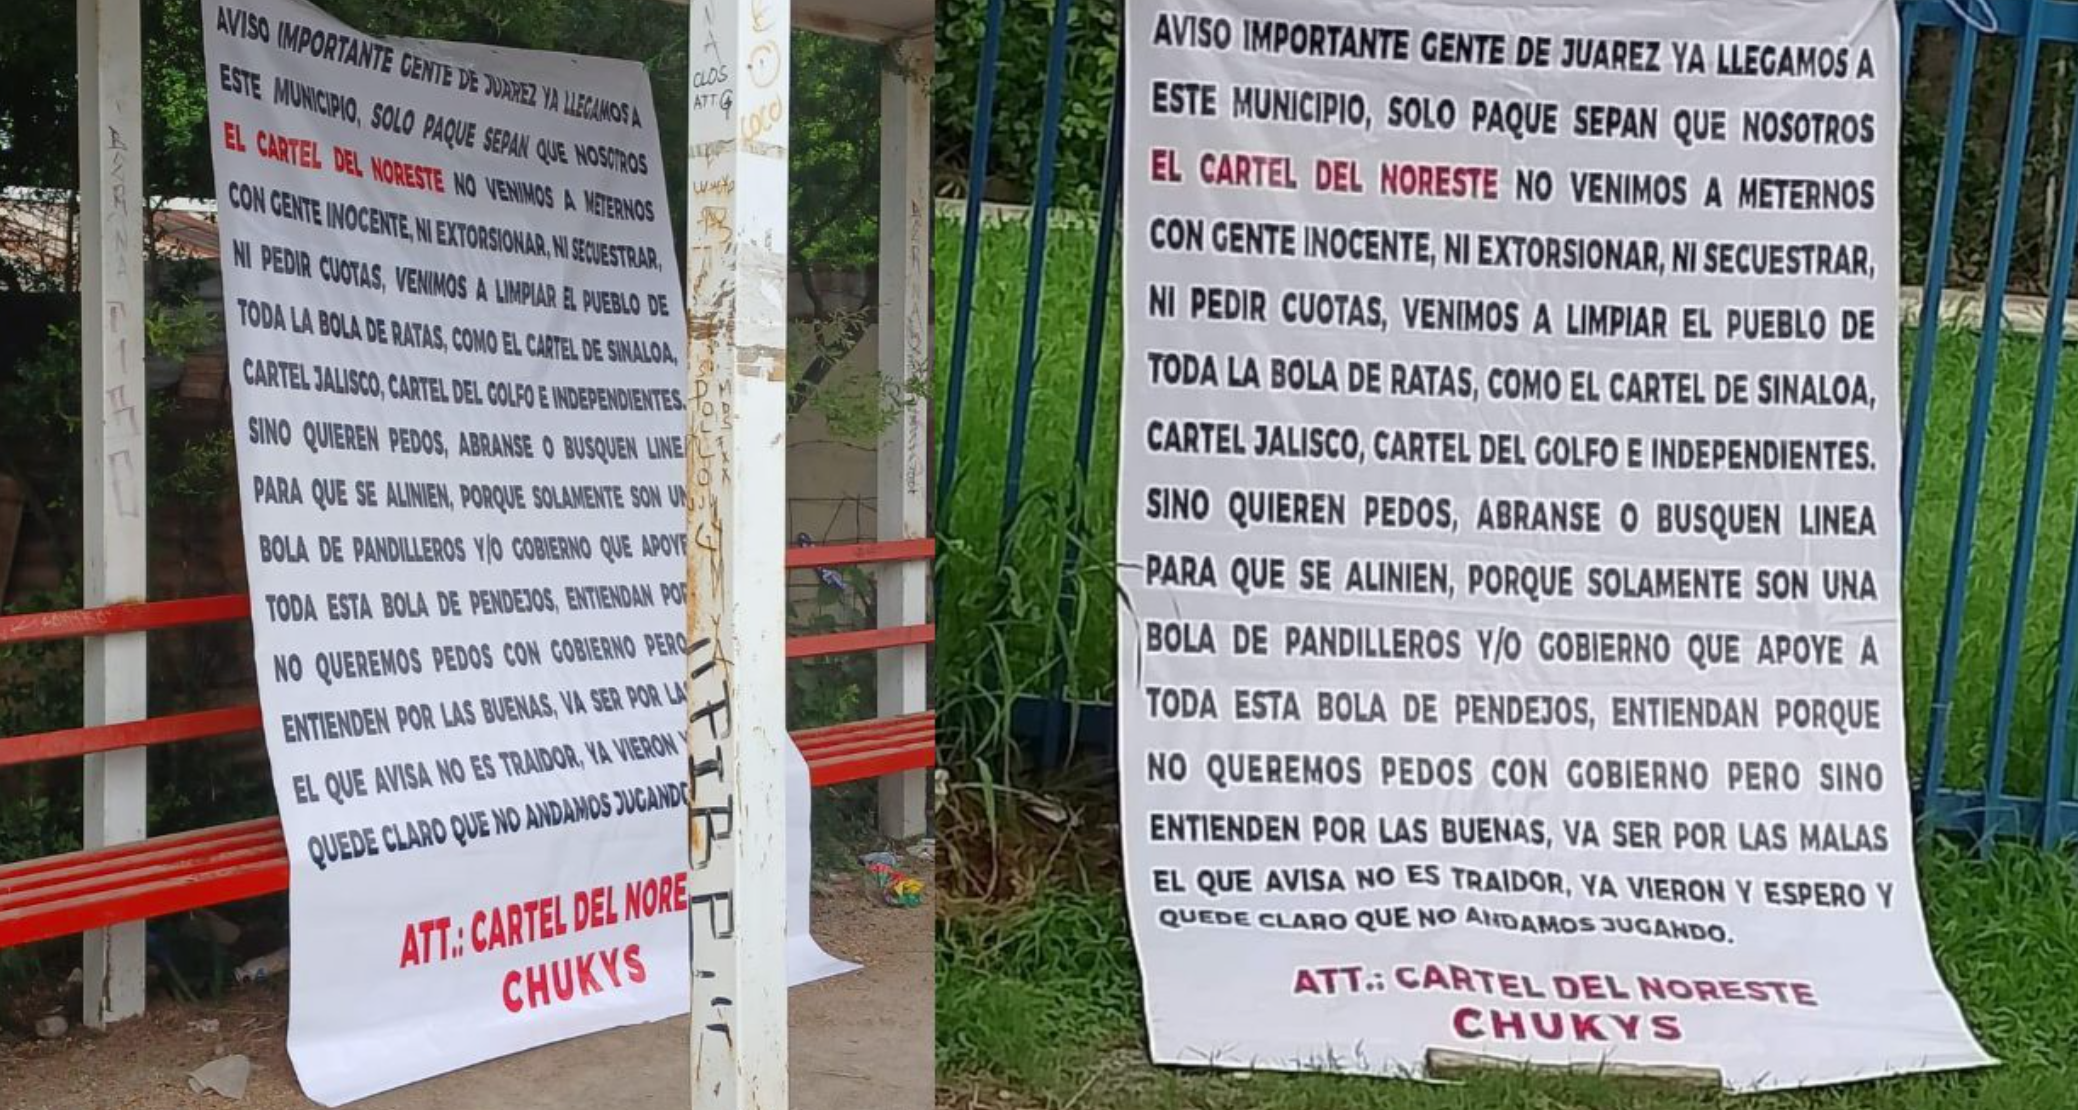 AVISO IMPORTANTE GENTE DE JUAREZ YA LLEGAMOS A
ESTE MUNICIPIO, SOLO PAQUE SEPAN QUE NOSOTROS
EL CARTEL DEL NORESTE NO VENIMOS A METERNOS
CON GENTE INOCENTE, NI EXTORSIONAR, NI SECUESTRAR,
NI PEDIR CUOTAS, VENIMOS A LIMPIAR EL PUEBLO DE
TODA LA BOLA DE RATAS, COMO EL CARTEL DE SINALOA,
CARTEL JALISCO, CARTEL DEL GOLFO E INDEPENDIENTES.
SINO QUIEREN PEDOS, ABRANSE O BUSQUEN LINE
PARA QUE SE ALINIEN, PORQUE SOLAMENTE SON UN
BOLA DE PANDILLEROS Y/O GOBIERNO QUE APOYE
TODA ESTA BOLA DE PENDEJOS, ENTIENDAN POR
NO QUEREMOS PEDOS CON GOBIERNO PERO
ENTIENDEN POR LAS BUENAS, VA SER POR LAS
EL QUE AVISA NO ES TRAIDOR, YA VIERON Y
QUEDE CLARO QUE NO ANDAMOS JUGANDO
ATT.: CARTEL DEL NORE
CHUKYS
CLOS
ATT G
COCO
AVISO IMPORTANTE GENTE DE JUAREZ YA LLEGAMOS A
ESTE MUNICIPIO, SOLO PAQUE SEPAN QUE NOSOTROS
EL CARTEL DEL NORESTE NO VENIMOS A METERNOS
CON GENTE INOCENTE, NI EXTORSIONAR, NI SECUESTRAR,
NI PEDIR CUOTAS, VENIMOS A LIMPIAR EL PUEBLO DE
TODA LA BOLA DE RATAS, COMO EL CARTEL DE SINALOA,
CARTEL JALISCO, CARTEL DEL GOLFO E INDEPENDIENTES.
SINO QUIEREN PEDOS, ABRANSE O BUSQUEN LINEA
PARA QUE SE ALINIEN, PORQUE SOLAMENTE SON UNA
BOLA DE PANDILLEROS Y/O GOBIERNO QUE APOYE A
TODA ESTA BOLA DE PENDEJOS, ENTIENDAN PORQUE
NO QUEREMOS PEDOS CON GOBIERNO PERO SINO
ENTIENDEN POR LAS BUENAS, VA SER POR LAS MALAS
EL QUE AVISA NO ES TRAIDOR, YA VIERON Y ESPERO Y
QUEDE CLARO QUE NO ANDAMOS JUGANDO.
ATT.: CARTEL DEL NORESTE
CHUKYS